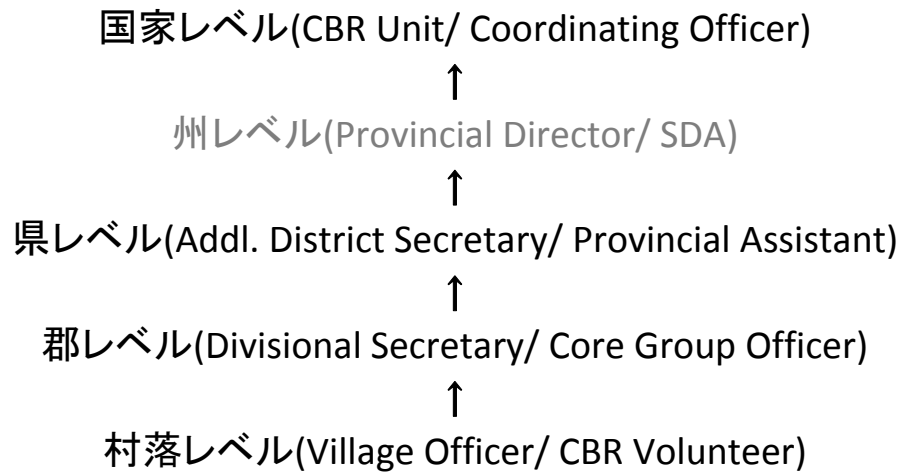 国家レベル(CBR Unit/ Coordinating Officer)
↑
州レベル(Provincial Director/ SDA)
↑
県レベル(Addl. District Secretary/ Provincial Assistant)
↑
郡レベル(Divisional Secretary/ Core Group Officer)
↑
村落レベル(Village Officer/ CBR Volunteer)